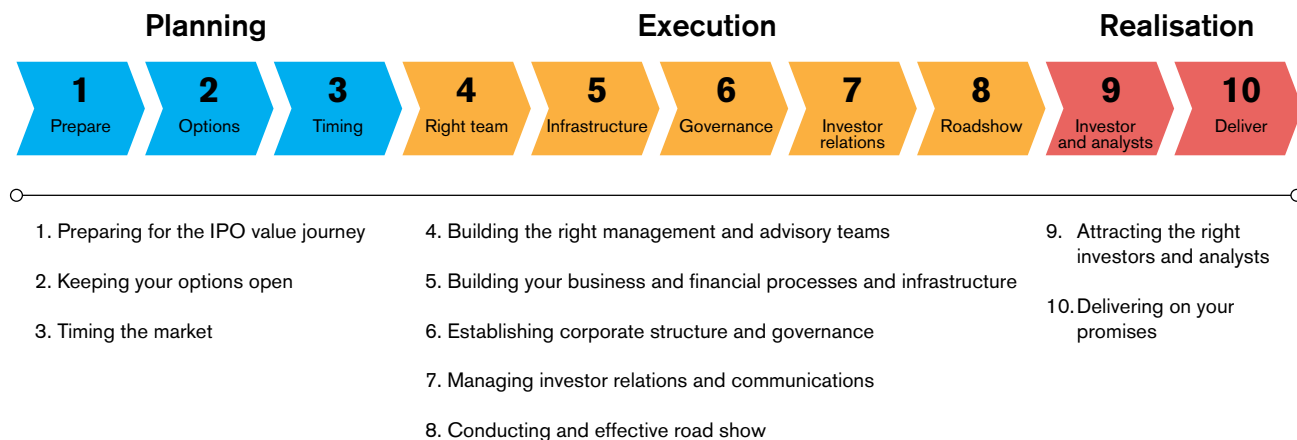 Planning
Execution
Realisation
1
Prepare
2
Options
3
Timing
4
Right team
5
Infrastructure
6
Governance
7
Investor
relations
8
Roadshow
9
Investor
and analysts
10
Deliver
1. Preparing for the IPO value journey
2. Keeping your options open
3. Timing the market
4. Building the right management and advisory teams
5. Building your business and financial processes and infrastructure
6. Establishing corporate structure and governance
7. Managing investor relations and communications
8. Conducting and effective road show
9. Attracting the right
investors and analysts
10. Delivering on your
promises